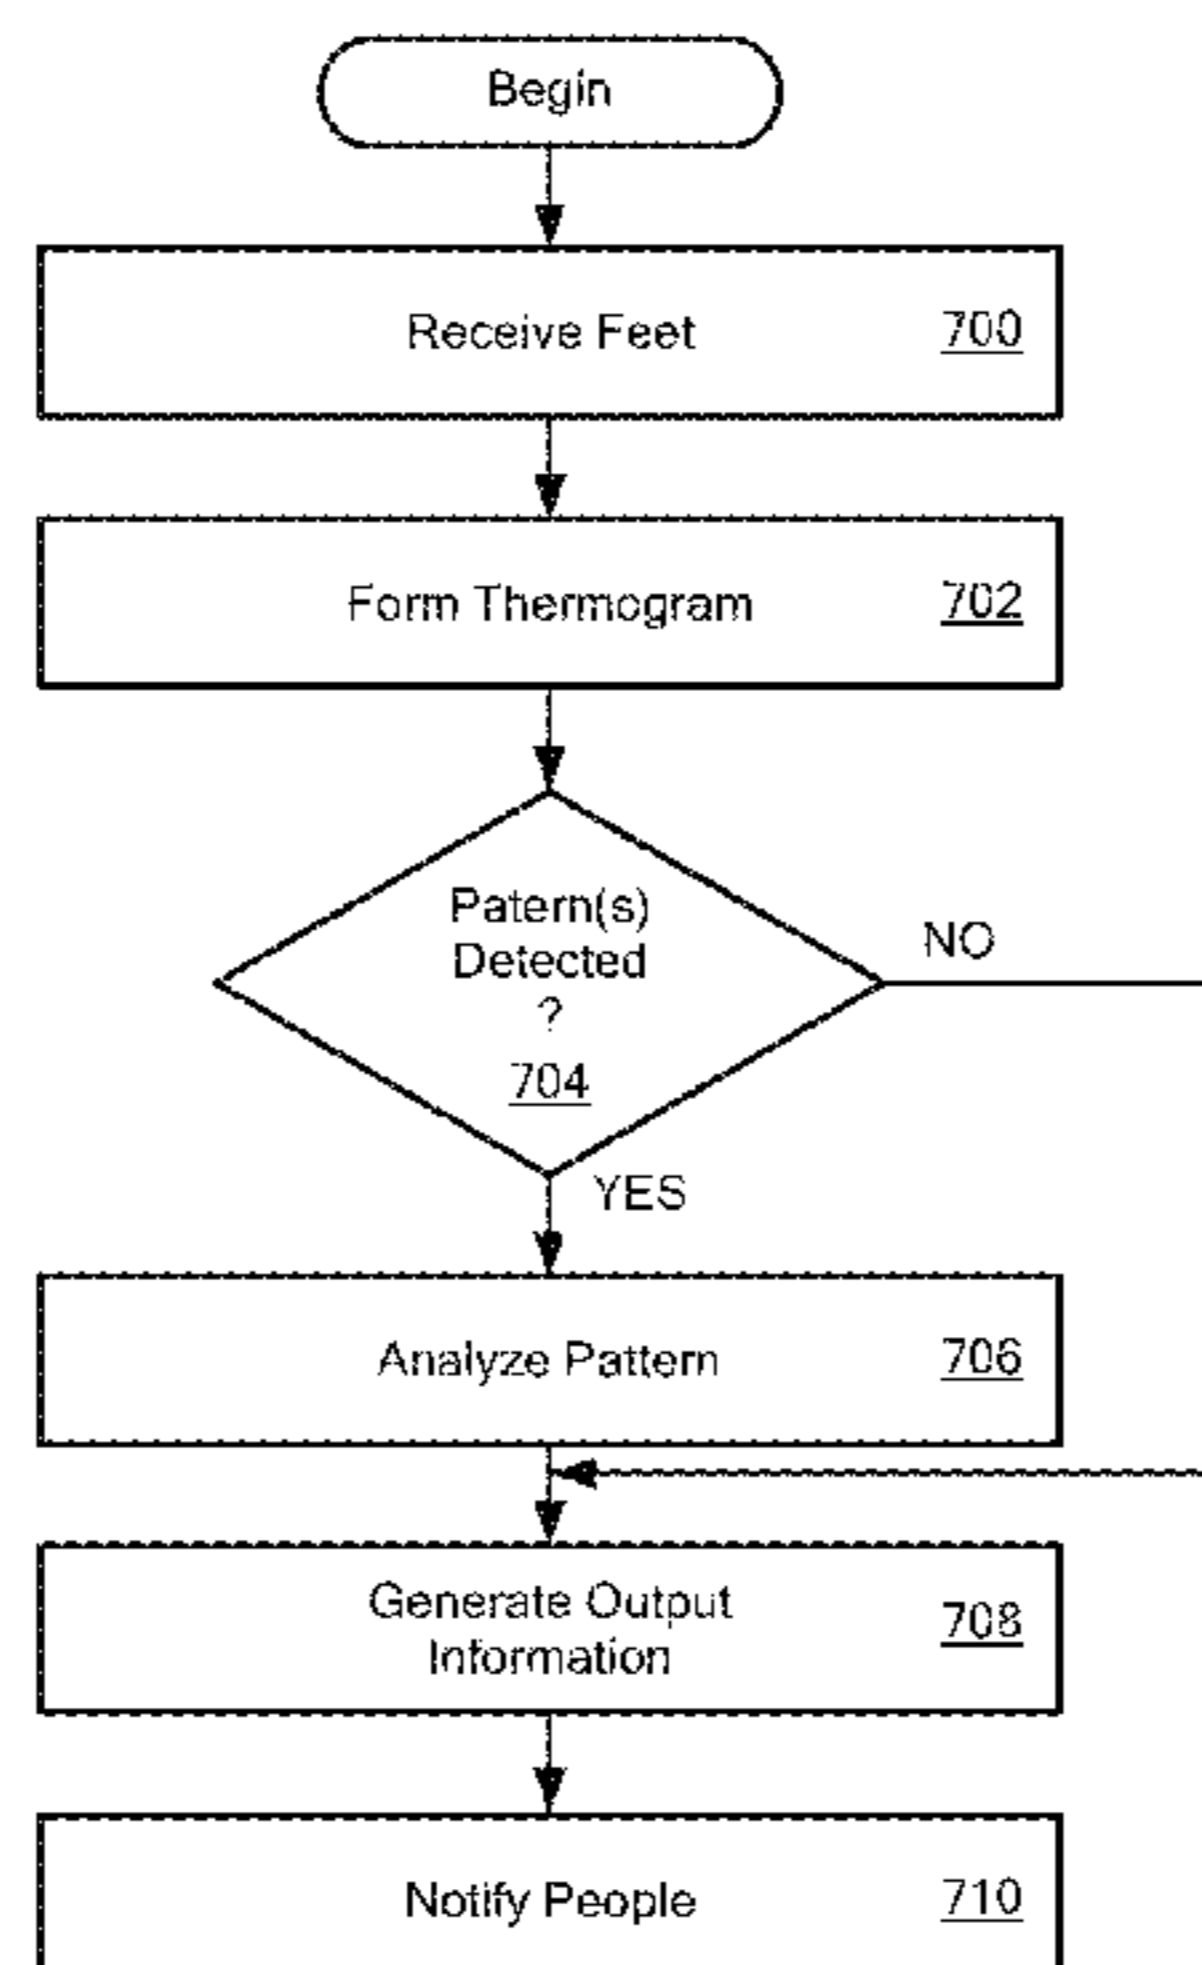 Begin
Receive Feet 700
Form Thermogram 702
Patern(s)
Detected
?
704
NO
YES
Analyze Pattern 706
Generate Output
Information
708
Notify People 710